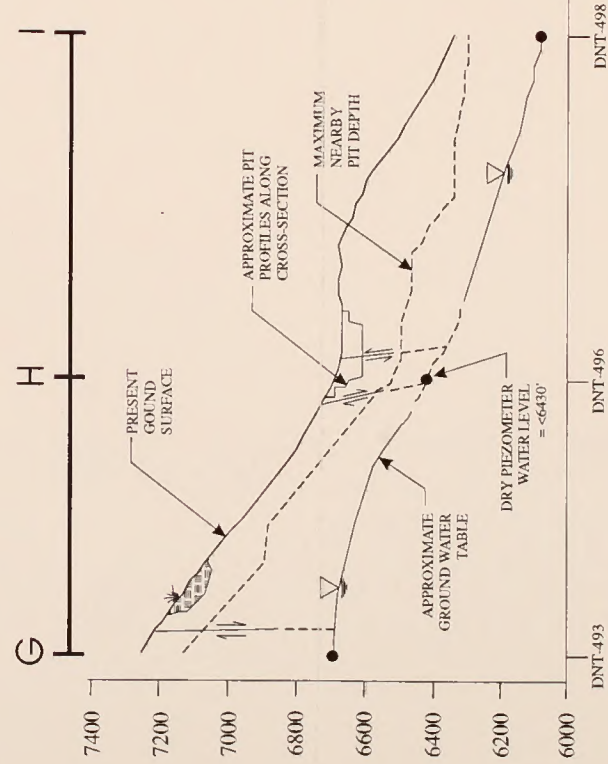 G
H
I
PRESENT
GOUND
SURFACE
APPROXIMATE PIT
PROFILES ALONG
CROSS-SECTION
MAXIMUM
NEARBY
PIT DEPTH
APPROXIMATE
GROUND WATER
TABLE
DRY PIEZOMETER
WATER LEVEL
= <6430'
7400
7200
7000
6800
6600
6400
6200
6000
DNT-493
DNT-496
DNT-498